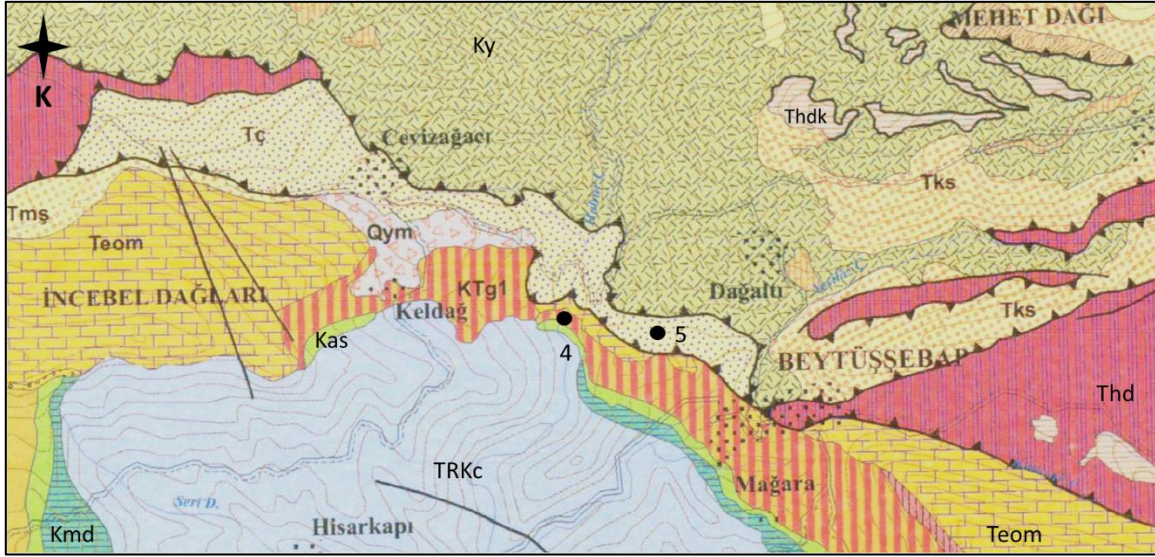 MEHET DAĞI
Ky
K
Thdk
Tç
Cevizağacı
Tks
Tmş
Qym
Teom
İNCEBEL DAĞLARI
KTg1
Dağaltı
Keldağ
Tks
Kas
5
4
BEYTÜŞŞEBAP
Thd
TRKc
Mağara
Seri D.
Hisarkapı
Kmd
Teom